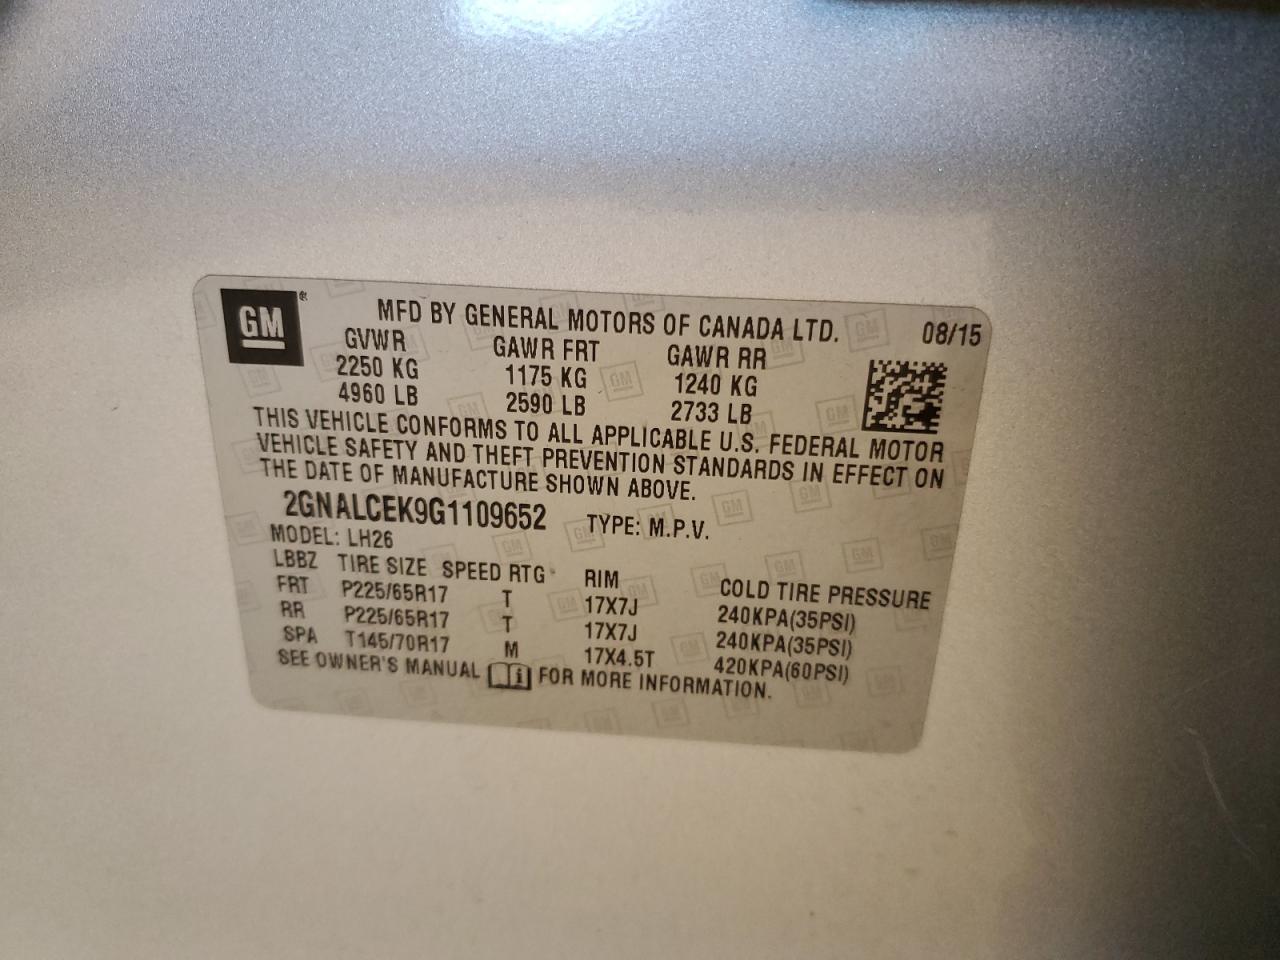 GM®
MFD BY GENERAL MOTORS OF CANADA LTD. 08/15
GVWR GAWR FRT GAWR RR
2250 KG 1175 KG 1240 KG
4960 LB 2590 LB 2733 LB
THIS VEHICLE CONFORMS TO ALL APPLICABLE U.S. FEDERAL MOTOR
VEHICLE SAFETY AND THEFT PREVENTION STANDARDS IN EFFECT ON
THE DATE OF MANUFACTURE SHOWN ABOVE.
2GNALCEK9G1109652 TYPE: M.P.V.
MODEL: LH26
LBBZ TIRE SIZE SPEED RTG RIM COLD TIRE PRESSURE
FRT P225/65R17 T 17X7J 240KPA(35PSI)
RR P225/65R17 T 17X7J 240KPA(35PSI)
SPA T145/70R17 M 17X4.5T 420KPA(60PSI)
SEE OWNER'S MANUAL FOR MORE INFORMATION.